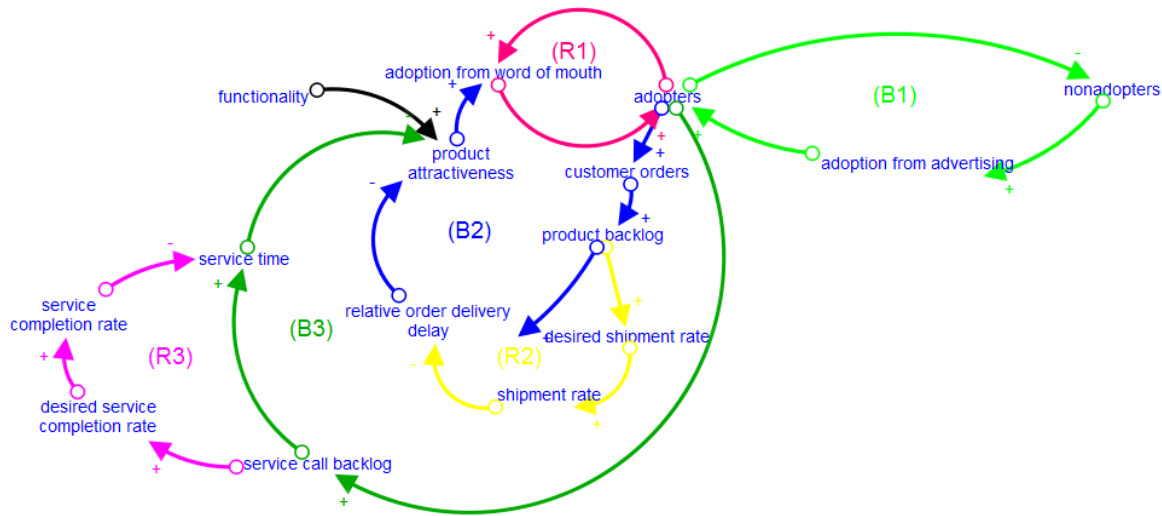 (R1)
+
adoption from word of mouth
-
nonadopters
(B1)
functionality
+
adopters
-
+
+
product
attractiveness
+
+
customer orders
adoption from advertising
+
-
(B2)
+
product backlog
-
service time
+
+
service
completion rate
relative order delivery
delay
(B3)
+
desired shipment rate
(R3)
(R2)
+
-
shipment rate
+
desired service
completion rate
+
service call backlog
+